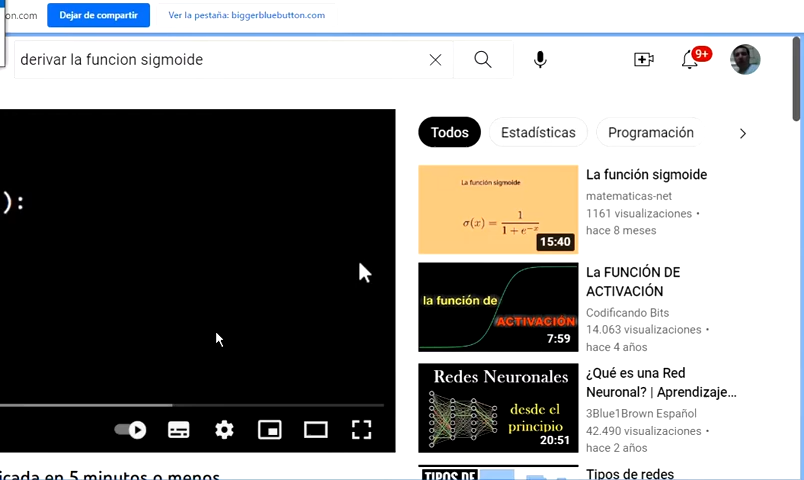 on.com
Dejar de compartir
Ver la pestaña: biggerbluebutton.com
derivar la funcion sigmoide
9+
):
icada en 5 minutos o menos
Todos
Estadísticas
Programación
La función sigmoide
σ(x) = 1 / 1 + e^-x
15:40
La función sigmoide
matematicas-net
1161 visualizaciones •
hace 8 meses
la función de
ACTIVACIÓN
7:59
La FUNCIÓN DE
ACTIVACIÓN
Codificando Bits
14.063 visualizaciones •
hace 4 años
Redes Neuronales
desde el
principio
20:51
¿Qué es una Red
Neuronal? | Aprendizaje...
3Blue1Brown Español
42.490 visualizaciones •
hace 2 años
TIPOS DE
Tipos de redes